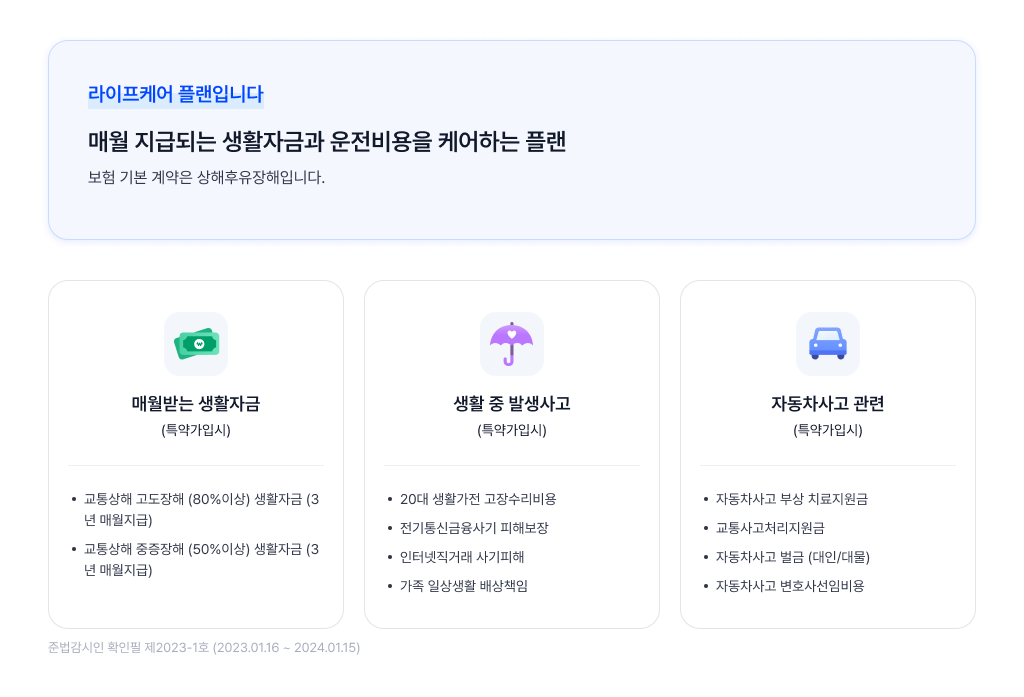 라이프케어 플랜입니다
매월 지급되는 생활자금과 운전비용을 케어하는 플랜
보험 기본 계약은 상해후유장해입니다.
매월받는 생활자금
(특약가입시)
• 교통상해 고도장해 (80%이상) 생활자금 (3
년 매월지급)
• 교통상해 중증장해 (50%이상) 생활자금 (3
년 매월지급)
생활 중 발생사고
(특약가입시)
• 20대 생활가전 고장수리비용
• 전기통신금융사기 피해보장
• 인터넷직거래 사기피해
• 가족 일상생활 배상책임
자동차사고 관련
(특약가입시)
• 자동차사고 부상 치료지원금
• 교통사고처리지원금
• 자동차사고 벌금 (대인/대물)
• 자동차사고 변호사선임비용
준법감시인 확인필 제2023-1호 (2023.01.16 ~ 2024.01.15)